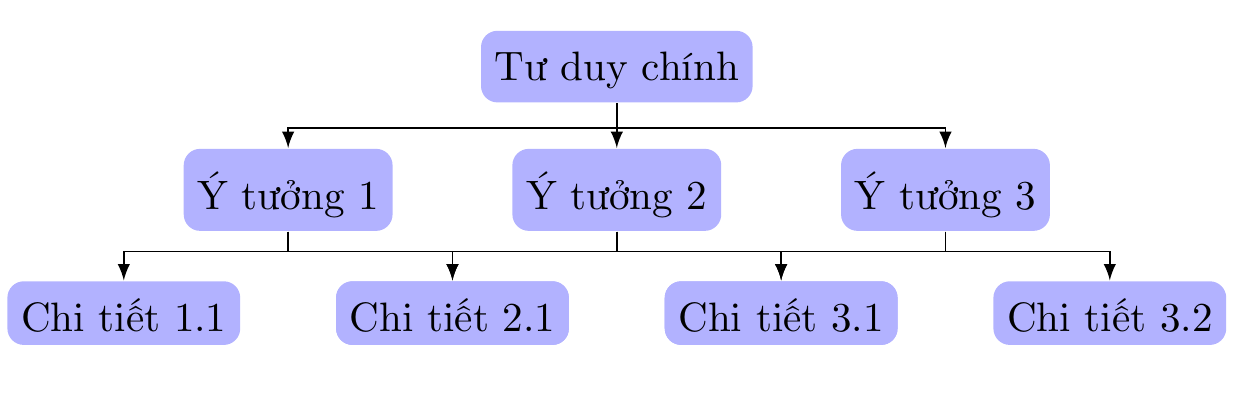 Tư duy chính
Ý tưởng 1
Ý tưởng 2
Ý tưởng 3
Chi tiết 1.1
Chi tiết 2.1
Chi tiết 3.1
Chi tiết 3.2